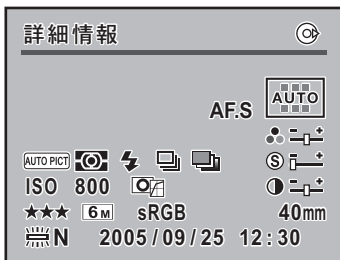 詳細情報
AUTO
AF.S
AUTO PICT
S
ISO 800
★★★ 6M sRGB 40mm
N 2005/09/25 12:30